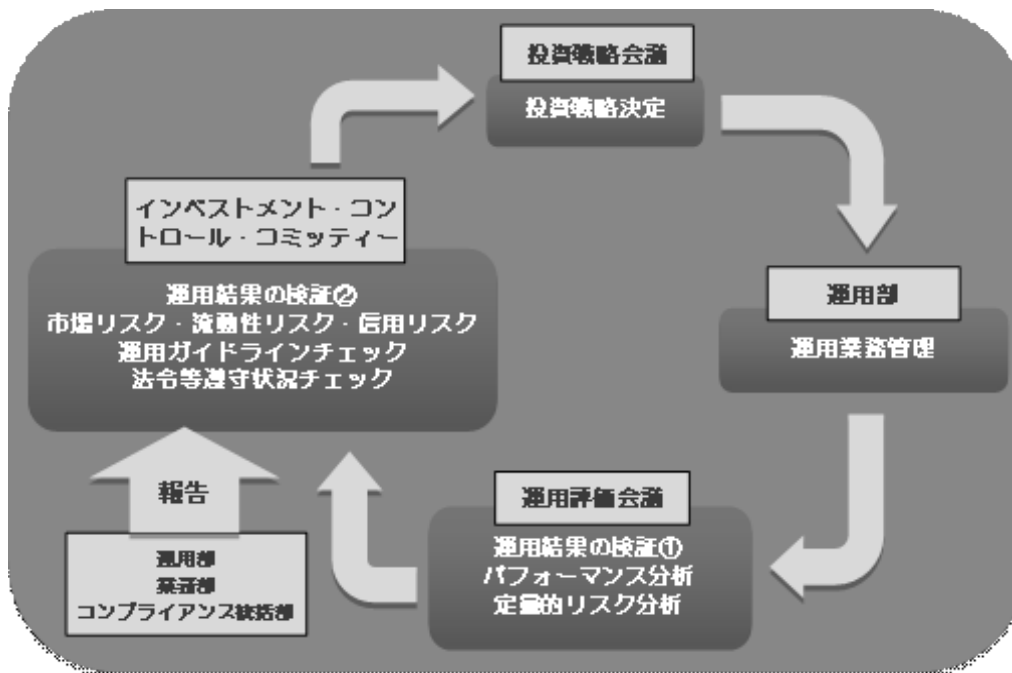 投資戦略会議
投資戦略決定
インベストメント・コン
トロール・コミッティー
運用結果の検証②
市場リスク・流動性リスク・信用リスク
運用ガイドラインチェック
法令等遵守状況チェック
運用部
運用業務管理
報告
運用部
業務部
コンプライアンス統括部
運用評価会議
運用結果の検証①
パフォーマンス分析
定量的リスク分析